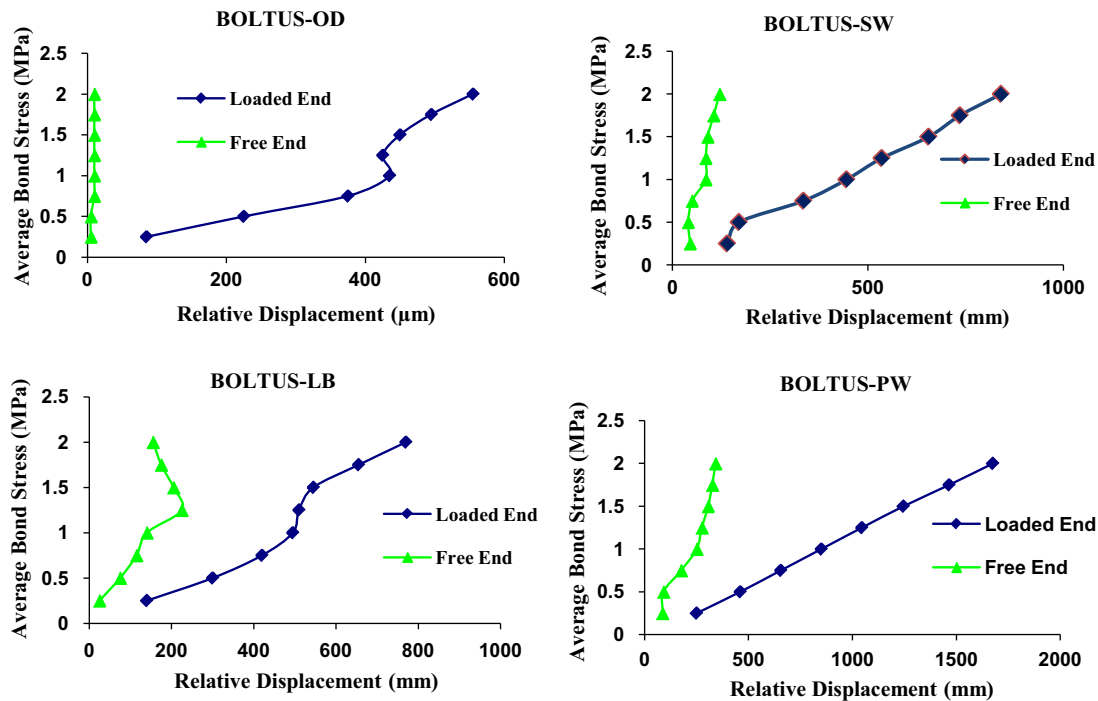 BOLTUS-OD
Average Bond Stress (MPa)
2.5
2
1.5
1
0.5
0
Loaded End
Free End
0 200 400 600
Relative Displacement (µm)
BOLTUS-SW
Average Bond Stress (MPa)
2.5
2
1.5
1
0.5
0
Loaded End
Free End
0 500 1000
Relative Displacement (mm)
BOLTUS-LB
Average Bond Stress (MPa)
2.5
2
1.5
1
0.5
0
Loaded End
Free End
0 200 400 600 800 1000
Relative Displacement (mm)
BOLTUS-PW
Average Bond Stress (MPa)
2.5
2
1.5
1
0.5
0
Loaded End
Free End
0 500 1000 1500 2000
Relative Displacement (mm)